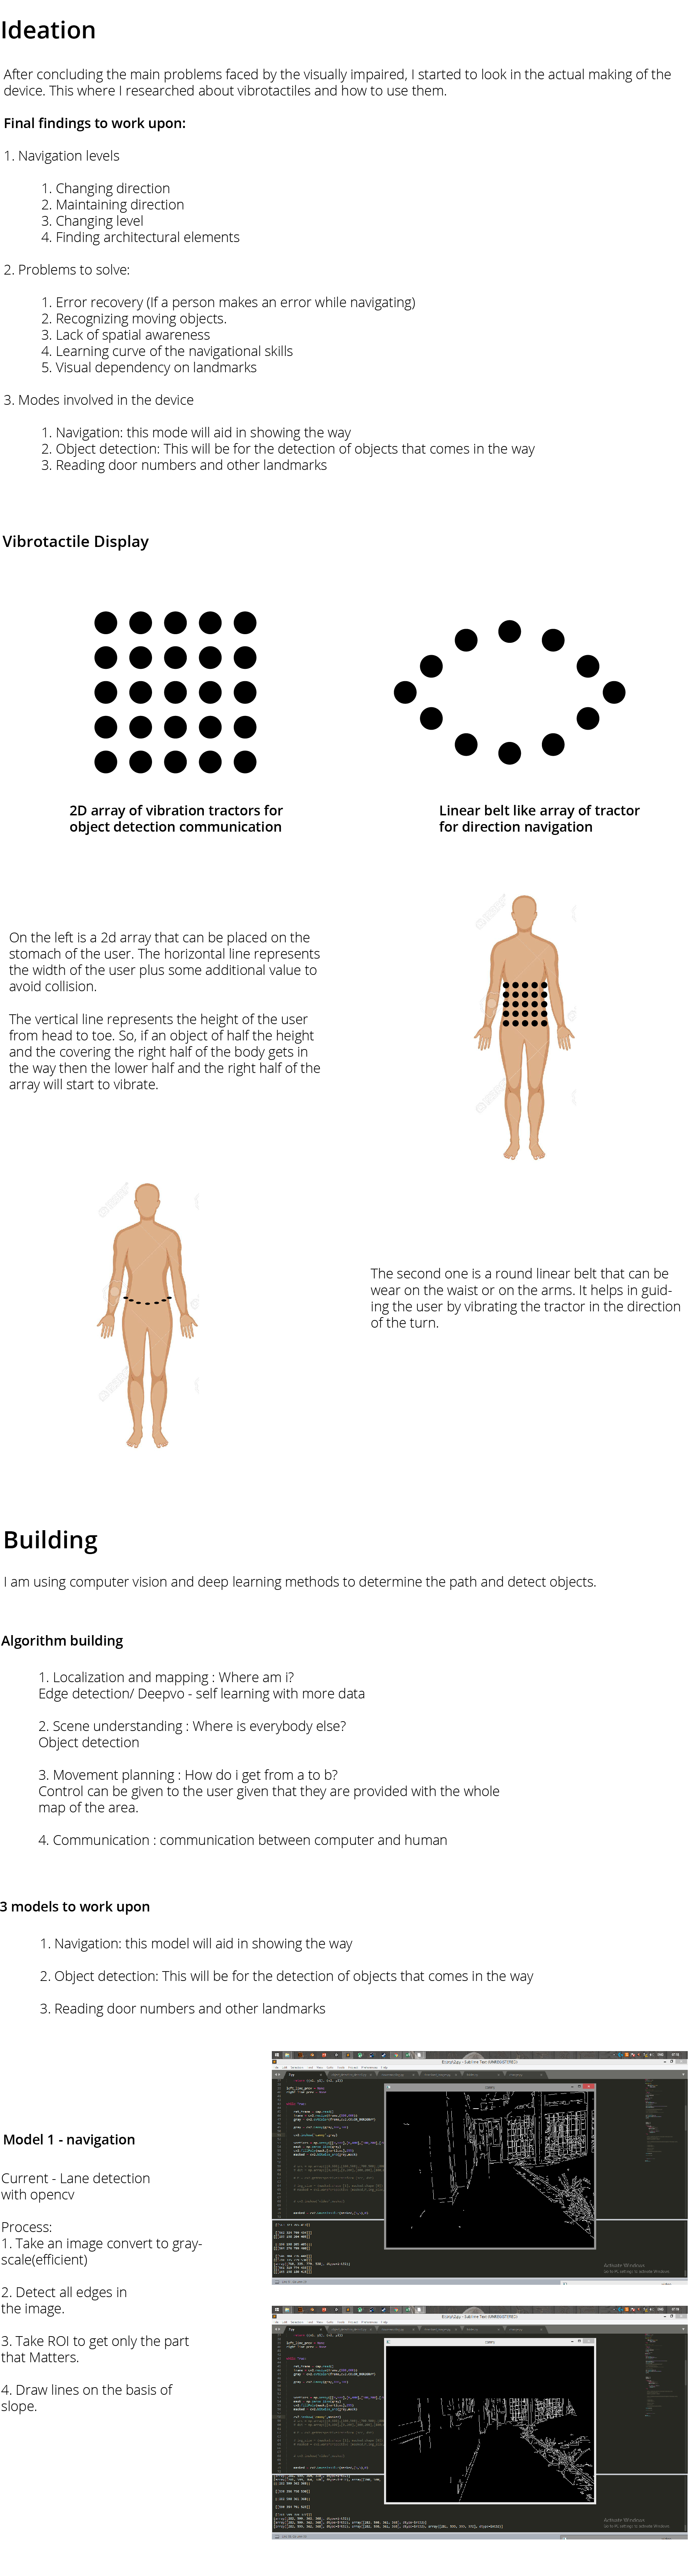 Ideation
After concluding the main problems faced by the visually impaired, I started to look in the actual making of the
device. This where I researched about vibrotactiles and how to use them.
Final findings to work upon:
1. Navigation levels
1. Changing direction
2. Maintaining direction
3. Changing level
4. Finding architectural elements
2. Problems to solve:
1. Error recovery (If a person makes an error while navigating)
2. Recognizing moving objects.
3. Lack of spatial awareness
4. Learning curve of the navigational skills
5. Visual dependency on landmarks
3. Modes involved in the device
1. Navigation: this mode will aid in showing the way
2. Object detection: This will be for the detection of objects that comes in the way
3. Reading door numbers and other landmarks
Vibrotactile Display
2D array of vibration tractors for
object detection communication
Linear belt like array of tractor
for direction navigation
On the left is a 2d array that can be placed on the
stomach of the user. The horizontal line represents
the width of the user plus some additional value to
avoid collision.
The vertical line represents the height of the user
from head to toe. So, if an object of half the height
and the covering the right half of the body gets in
the way then the lower half and the right half of the
array will start to vibrate.
The second one is a round linear belt that can be
wear on the waist or on the arms. It helps in guid-
ing the user by vibrating the tractor in the direction
of the turn.
Building
I am using computer vision and deep learning methods to determine the path and detect objects.
Algorithm building
1. Localization and mapping : Where am i?
Edge detection/ Deepvo - self learning with more data
2. Scene understanding : Where is everybody else?
Object detection
3. Movement planning : How do i get from a to b?
Control can be given to the user given that they are provided with the whole
map of the area.
4. Communication : communication between computer and human
3 models to work upon
1. Navigation: this model will aid in showing the way
2. Object detection: This will be for the detection of objects that comes in the way
3. Reading door numbers and other landmarks
Model 1 - navigation
Current - Lane detection
with opencv
Process:
1. Take an image convert to gray-
scale(efficient)
2. Detect all edges in
the image.
3. Take ROI to get only the part
that Matters.
4. Draw lines on the basis of
slope.
Activate Windows
Go to PC settings to activate Windows.
Activate Windows
Go to PC settings to activate Windows.